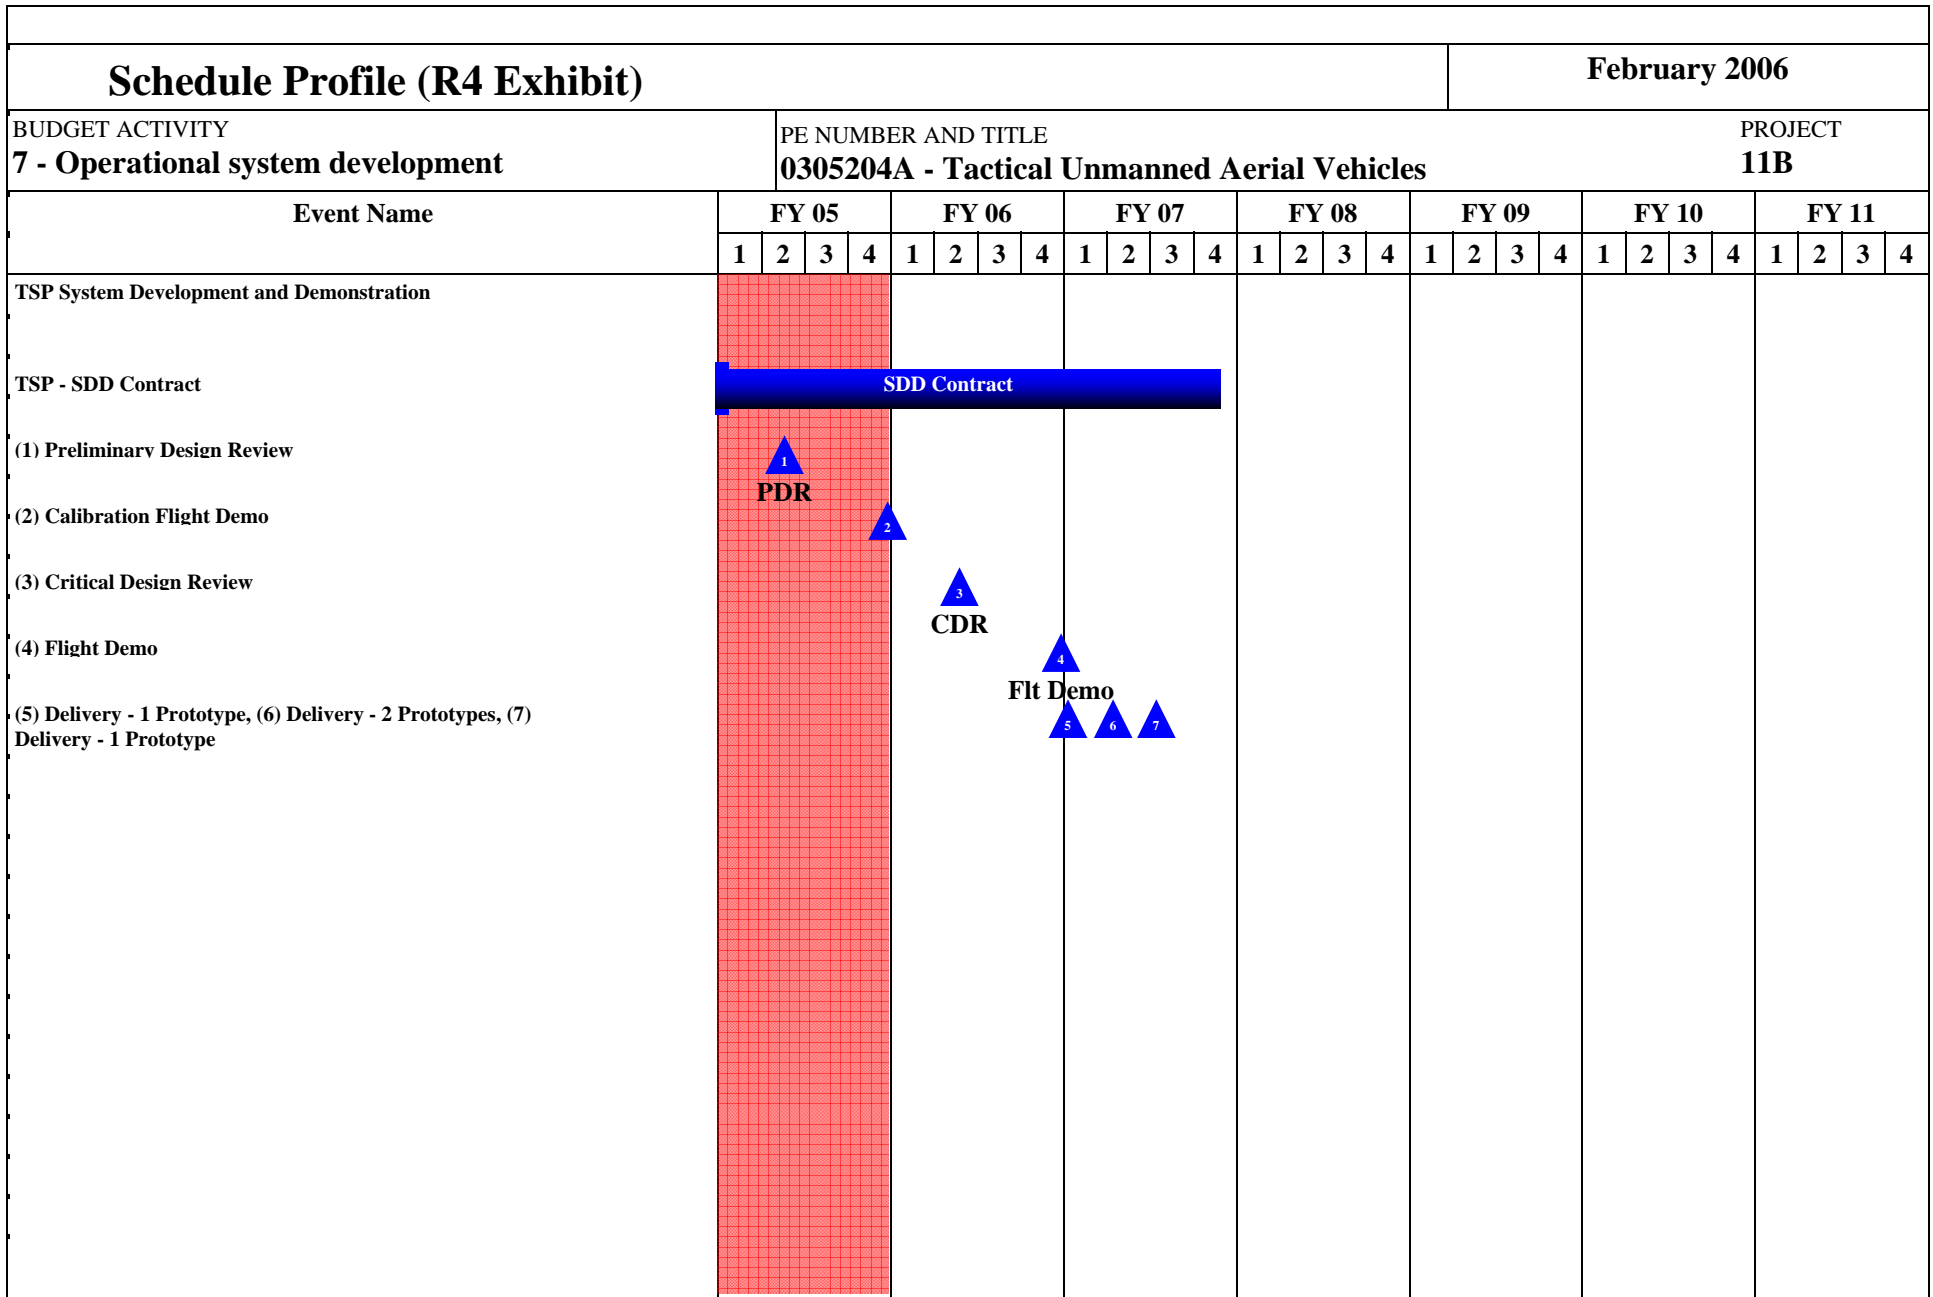 Schedule Profile (R4 Exhibit)
February 2006
BUDGET ACTIVITY
7 - Operational system development
PE NUMBER AND TITLE
0305204A - Tactical Unmanned Aerial Vehicles
PROJECT
11B
Event Name
FY 05 FY 06 FY 07 FY 08 FY 09 FY 10 FY 11
1 2 3 4 1 2 3 4 1 2 3 4 1 2 3 4 1 2 3 4 1 2 3 4 1 2 3 4
TSP System Development and Demonstration
TSP - SDD Contract
SDD Contract
(1) Preliminary Design Review
1
PDR
(2) Calibration Flight Demo
2
(3) Critical Design Review
3
CDR
(4) Flight Demo
4
Flt Demo
(5) Delivery - 1 Prototype, (6) Delivery - 2 Prototypes, (7)
Delivery - 1 Prototype
5 6 7